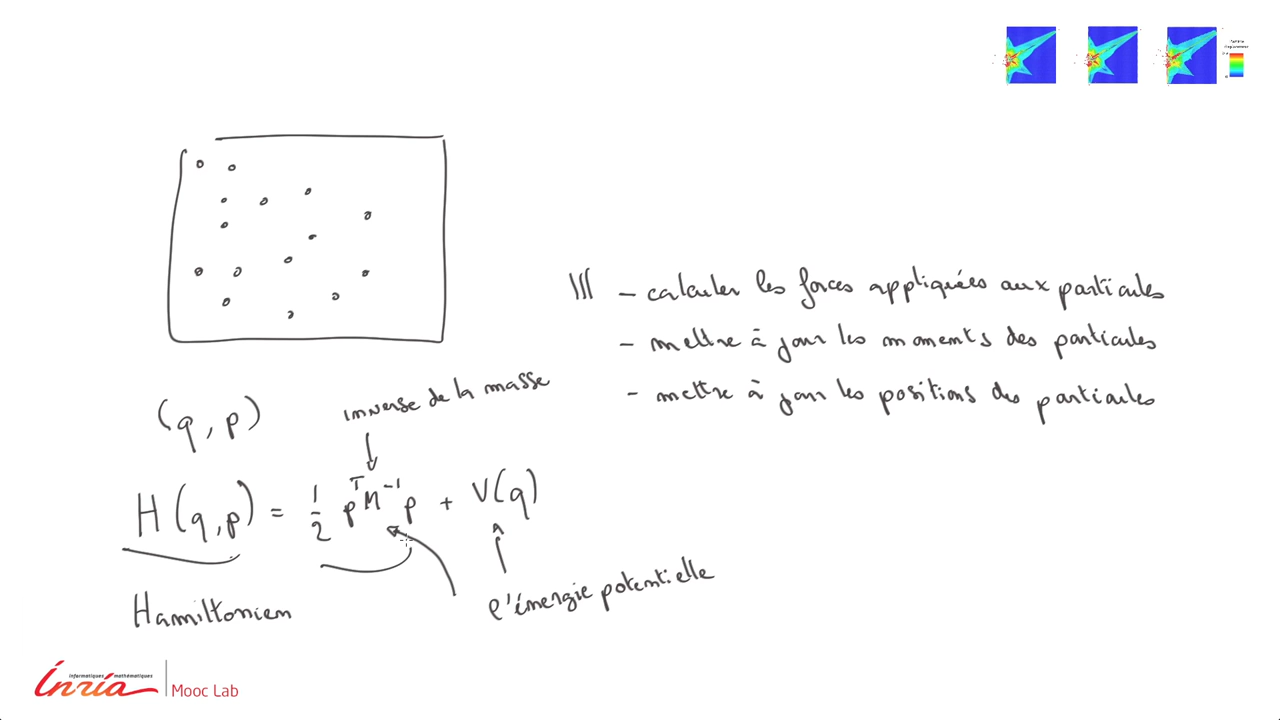 ||| - calculer les forces appliquées aux particules
- mettre à jour les moments des particules
- mettre à jour les positions des particules
(q, p)
inverse de la masse
H(q,p) = 1/2 pᵀM⁻¹p + V(q)
Hamiltonien
l'énergie potentielle
informatiques mathématiques
Inria
Mooc Lab